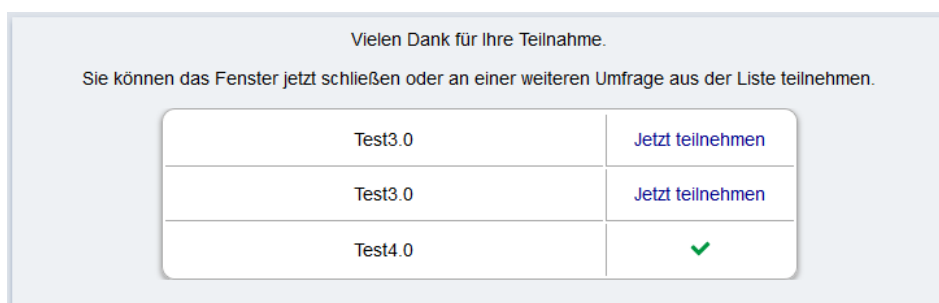 Vielen Dank für Ihre Teilnahme.
Sie können das Fenster jetzt schließen oder an einer weiteren Umfrage aus der Liste teilnehmen.
Test3.0 Jetzt teilnehmen
Test3.0 Jetzt teilnehmen
Test4.0